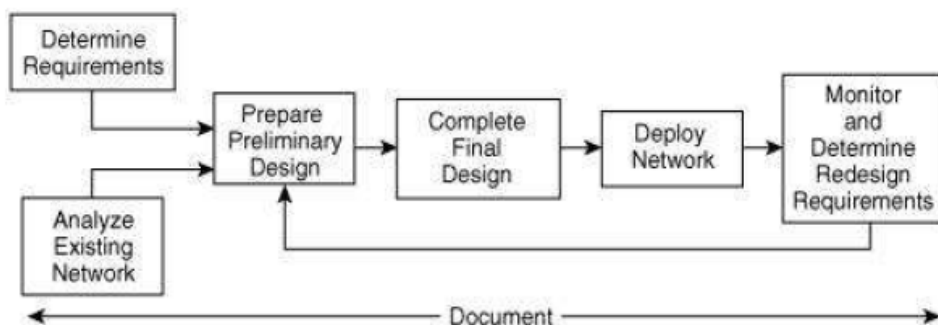 Determine
Requirements
Analyze
Existing
Network
Prepare
Preliminary
Design
Complete
Final
Design
Deploy
Network
Monitor
and
Determine
Redesign
Requirements
Document